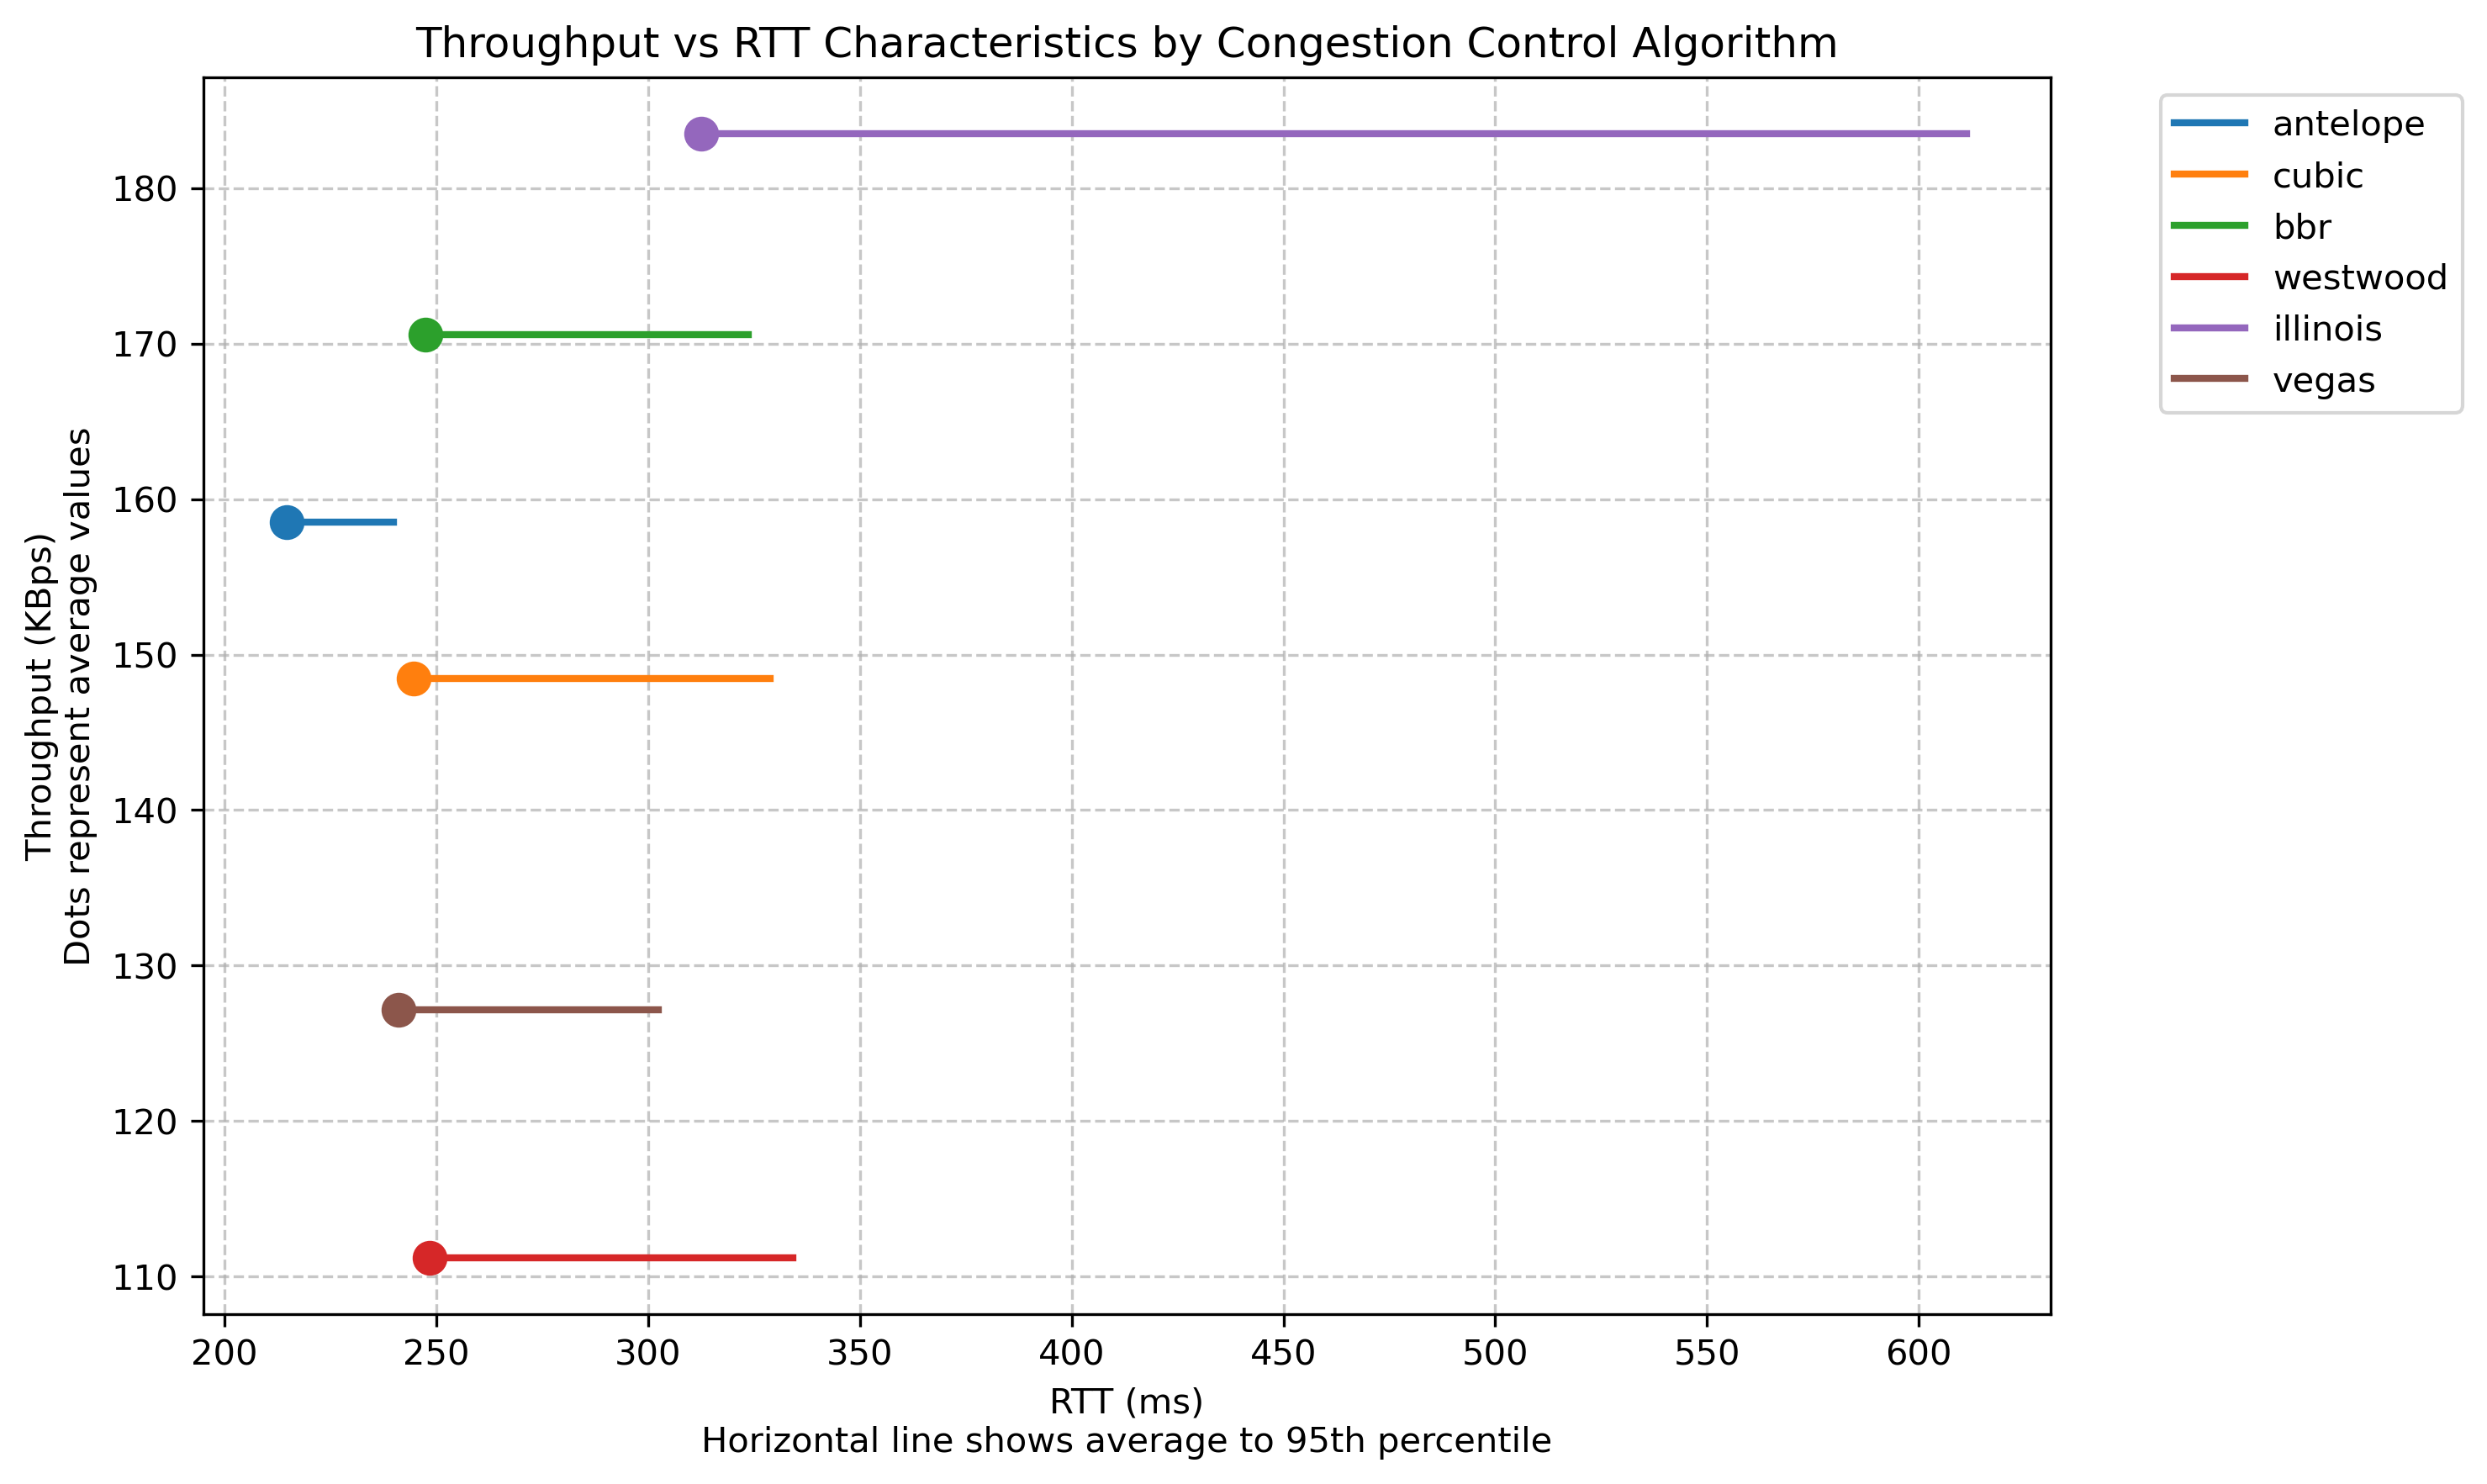 Throughput vs RTT Characteristics by Congestion Control Algorithm
Throughput (KBps)
Dots represent average values
180
170
160
150
140
130
120
110
200
250
300
350
400
450
500
550
600
RTT (ms)
Horizontal line shows average to 95th percentile
antelope
cubic
bbr
westwood
illinois
vegas